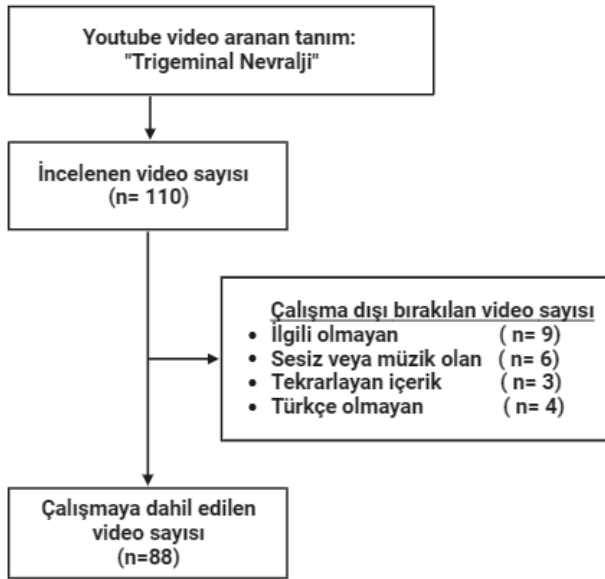 Youtube video aranan tanım:
"Trigeminal Nevralji"
İncelenen video sayısı
(n= 110)
Çalışma dışı bırakılan video sayısı
• İlgili olmayan ( n= 9)
• Sesiz veya müzik olan ( n= 6)
• Tekrarlayan içerik ( n= 3)
• Türkçe olmayan ( n= 4)
Çalışmaya dahil edilen
video sayısı
(n=88)